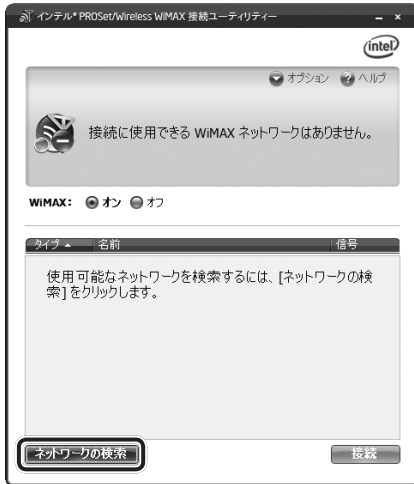 インテル® PROSet/Wireless WiMAX 接続ユーティリティー
intel
オプション ヘルプ
接続に使用できる WiMAX ネットワークはありません。
WiMAX: オン オフ
タイプ 名前 信号
使用可能なネットワークを検索するには、[ネットワークの検
索] をクリックします。
ネットワークの検索 接続